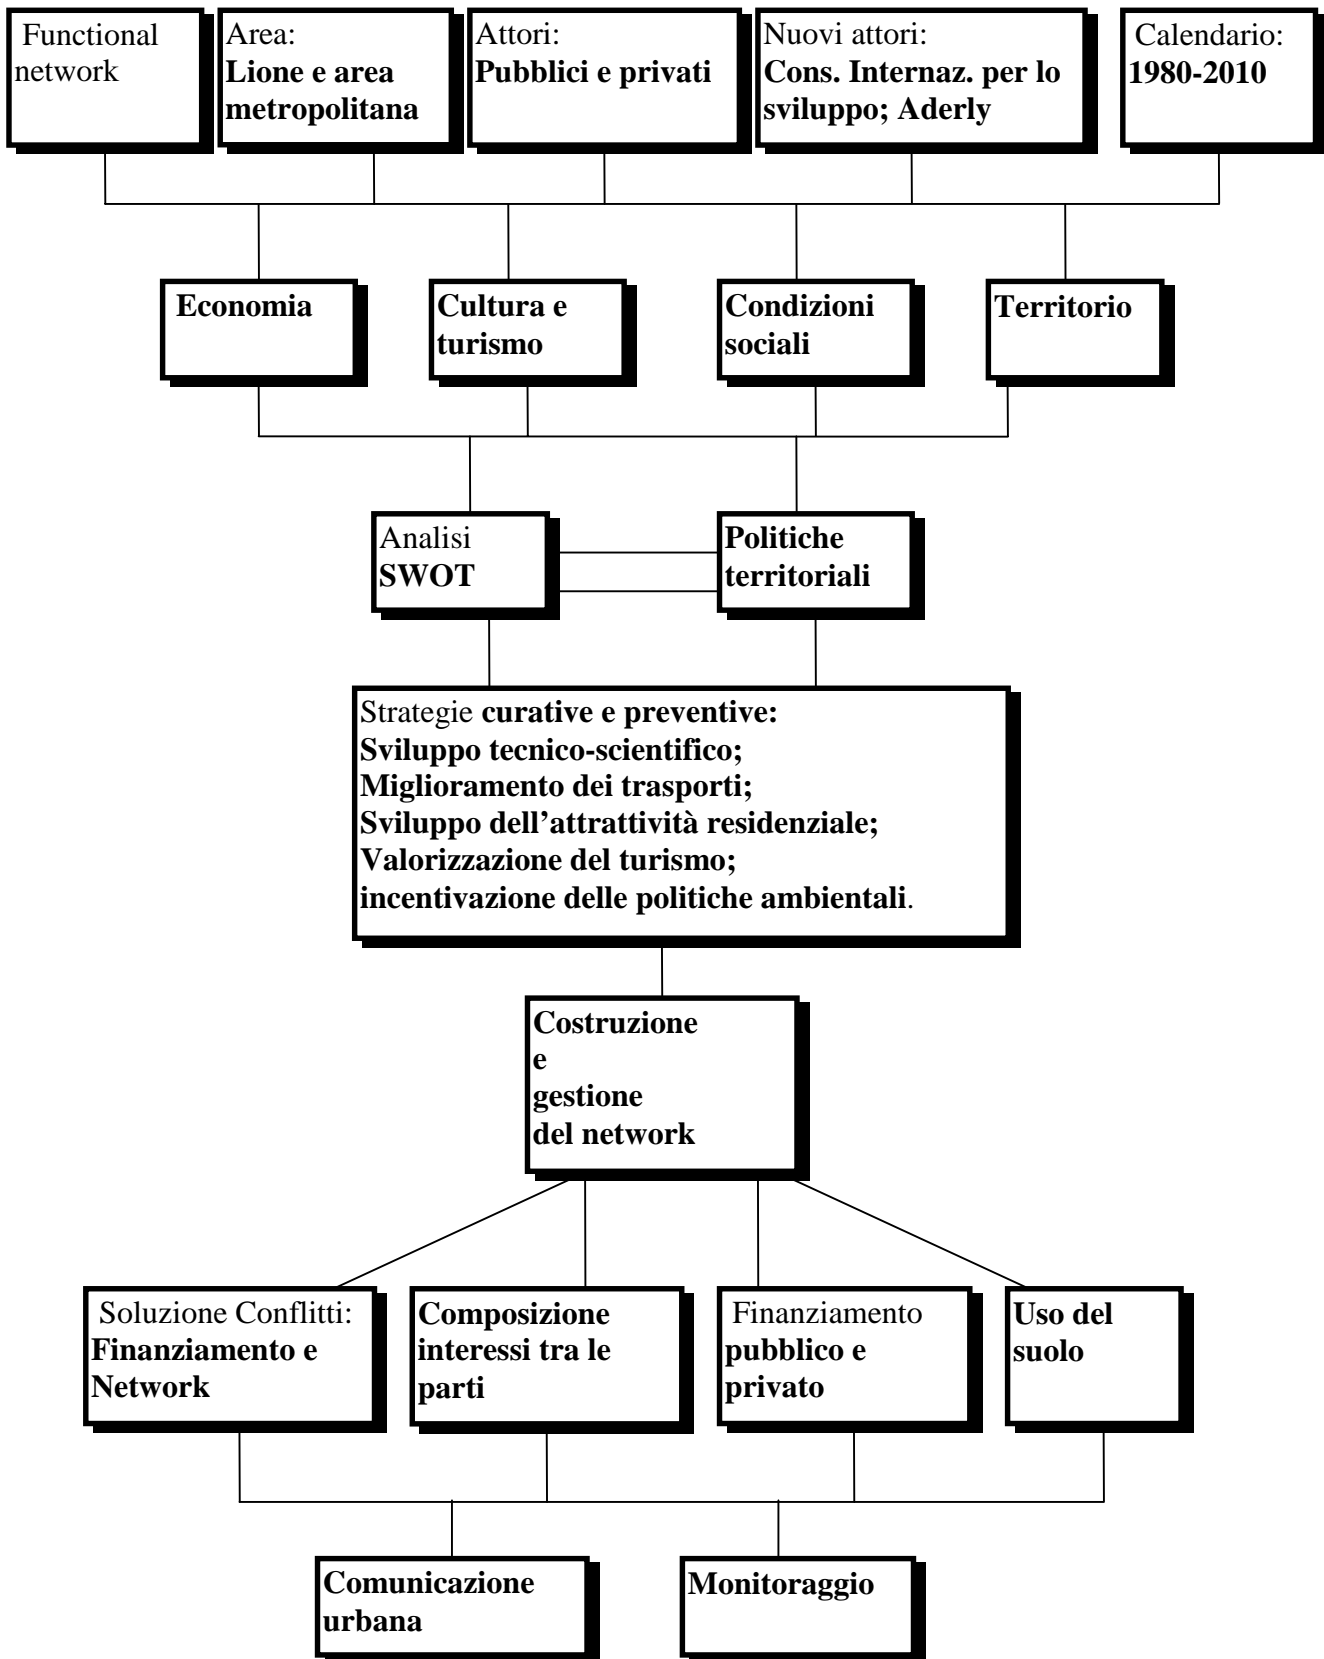 Functional
network
Area:
Lione e area
metropolitana
Attori:
Pubblici e privati
Nuovi attori:
Cons. Internaz. per lo
sviluppo; Aderly
Calendario:
1980-2010
Economia
Cultura e
turismo
Condizioni
sociali
Territorio
Analisi
SWOT
Politiche
territoriali
Strategie curative e preventive:
Sviluppo tecnico-scientifico;
Miglioramento dei trasporti;
Sviluppo dell’attrattività residenziale;
Valorizzazione del turismo;
incentivazione delle politiche ambientali.
Costruzione
e
gestione
del network
Soluzione Conflitti:
Finanziamento e
Network
Composizione
interessi tra le
parti
Finanziamento
pubblico e
privato
Uso del
suolo
Comunicazione
urbana
Monitoraggio